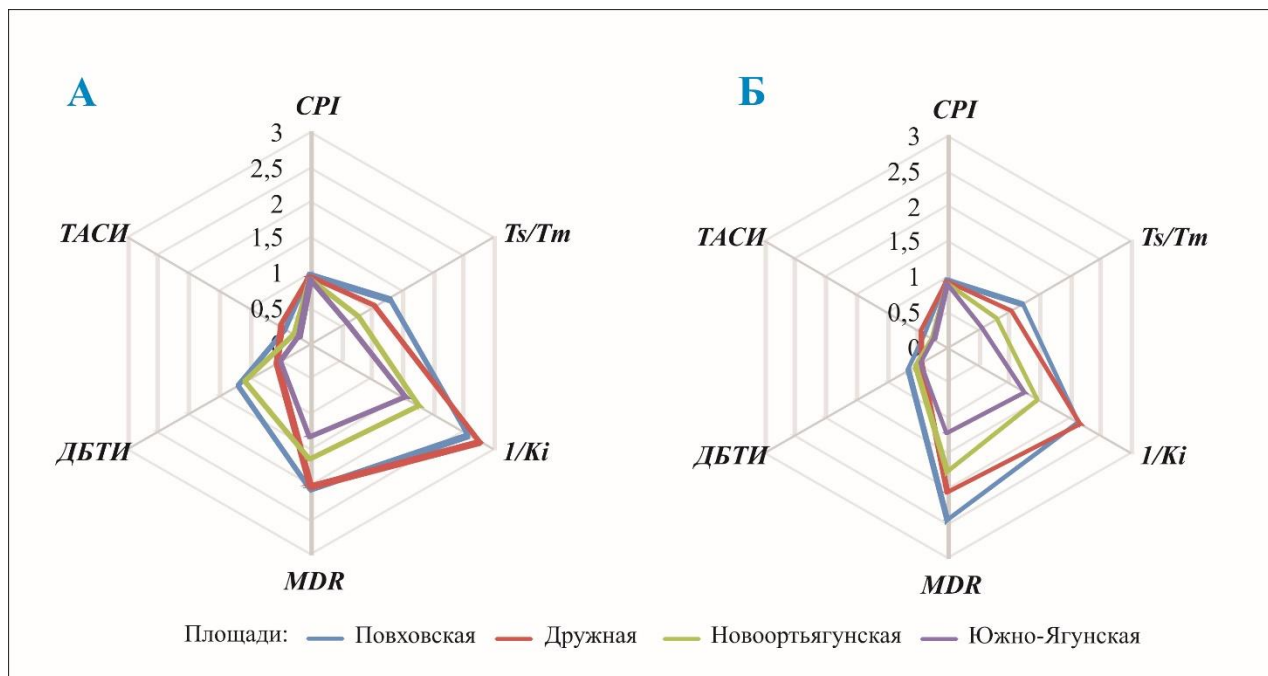 А
CPI
3
2,5
2
1,5
1
0,5
0
ТАСИ
Ts/Tm
ДБТИ
1/Ki
MDR
Б
CPI
3
2,5
2
1,5
1
0,5
0
ТАСИ
Ts/Tm
ДБТИ
1/Ki
MDR
Площади: Повховская Дружная Новоортьягунская Южно-Ягунская